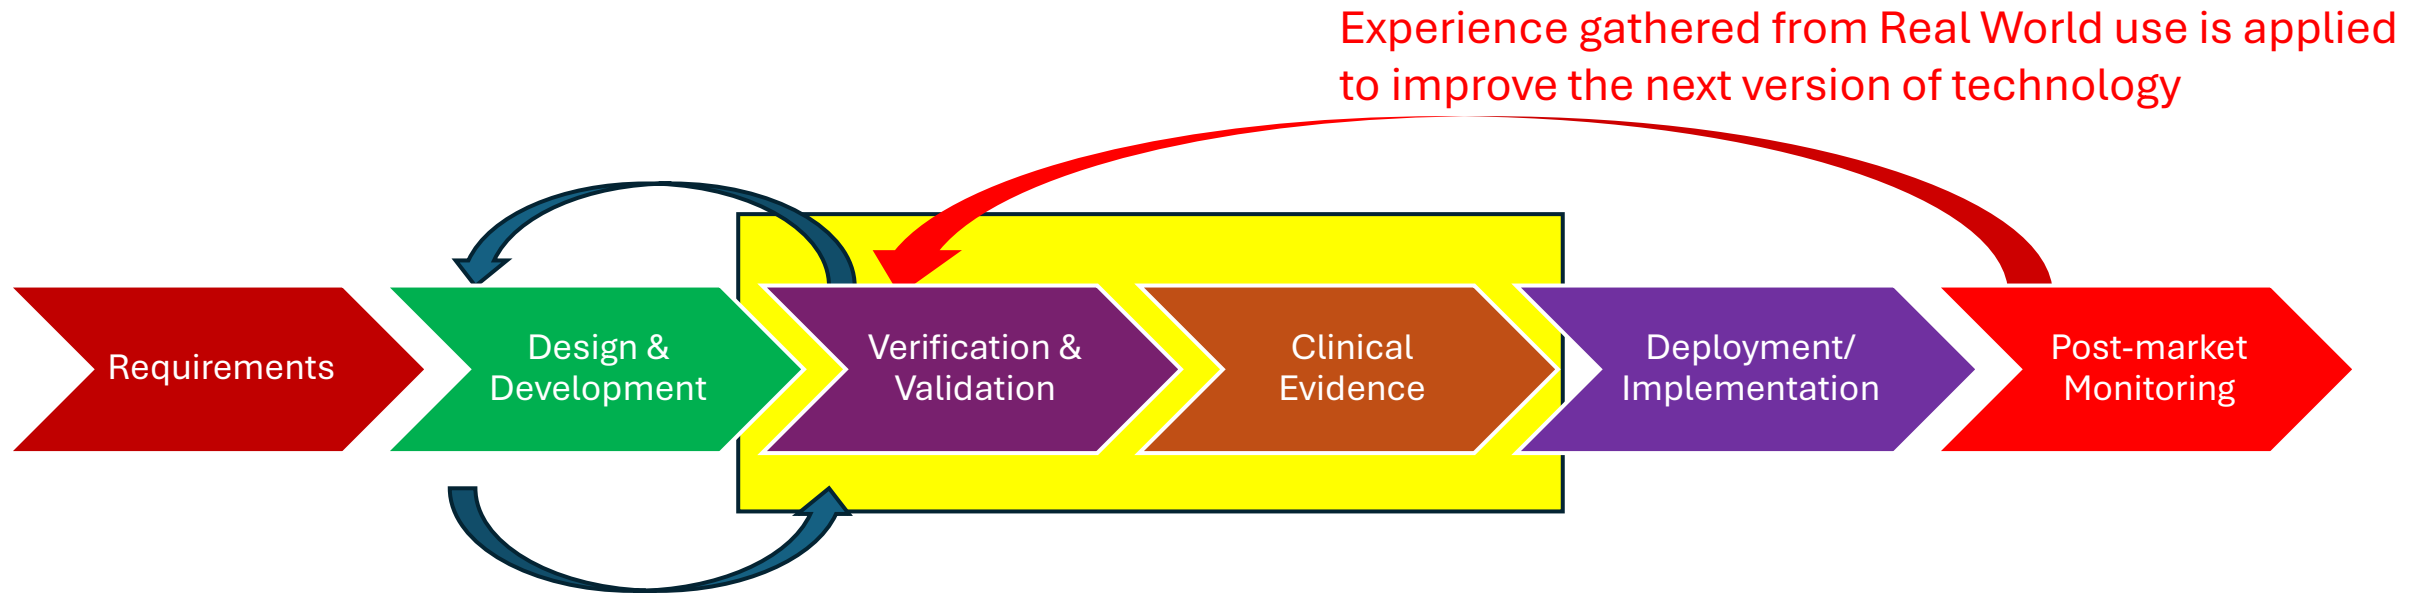 Experience gathered from Real World use is applied
to improve the next version of technology
Requirements
Design &
Development
Verification &
Validation
Clinical
Evidence
Deployment/
Implementation
Post-market
Monitoring